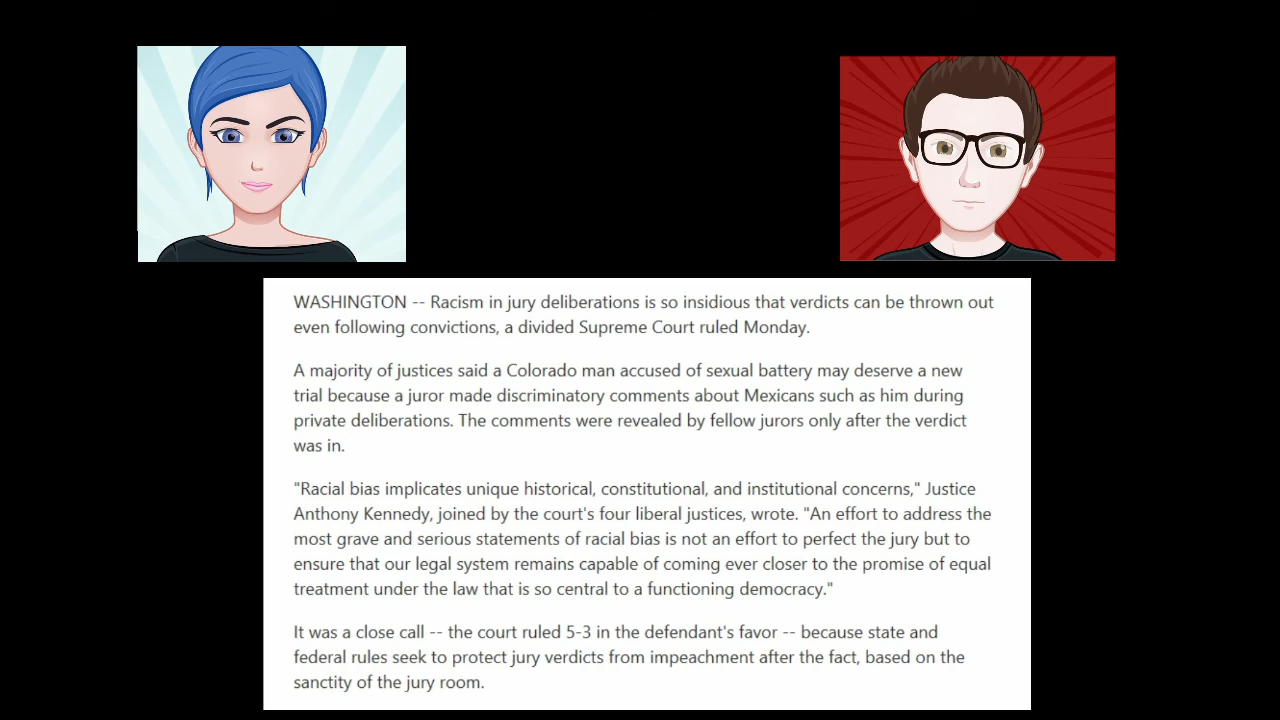 WASHINGTON -- Racism in jury deliberations is so insidious that verdicts can be thrown out
even following convictions, a divided Supreme Court ruled Monday.
A majority of justices said a Colorado man accused of sexual battery may deserve a new
trial because a juror made discriminatory comments about Mexicans such as him during
private deliberations. The comments were revealed by fellow jurors only after the verdict
was in.
"Racial bias implicates unique historical, constitutional, and institutional concerns," Justice
Anthony Kennedy, joined by the court's four liberal justices, wrote. "An effort to address the
most grave and serious statements of racial bias is not an effort to perfect the jury but to
ensure that our legal system remains capable of coming ever closer to the promise of equal
treatment under the law that is so central to a functioning democracy."
It was a close call -- the court ruled 5-3 in the defendant's favor -- because state and
federal rules seek to protect jury verdicts from impeachment after the fact, based on the
sanctity of the jury room.